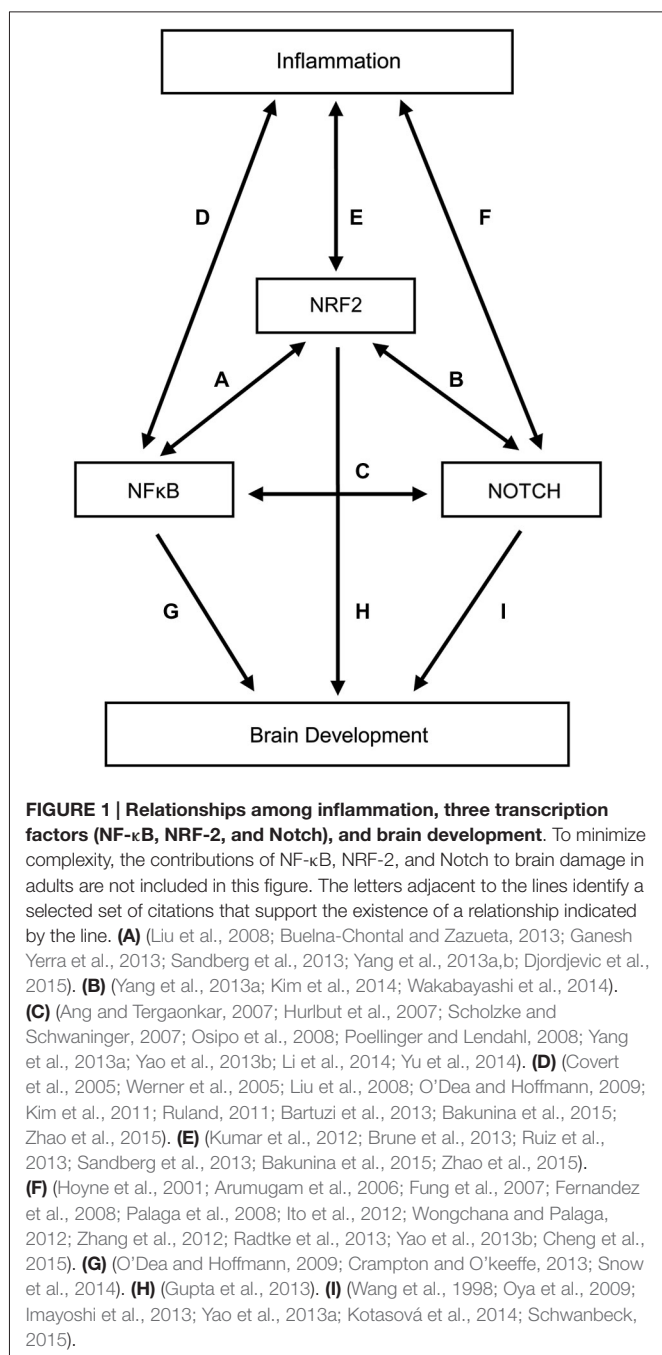 Inflammation
D
E
F
NRF2
A
B
C
NFκB
NOTCH
G
H
I
Brain Development
FIGURE 1 | Relationships among inflammation, three transcription
factors (NF-κB, NRF-2, and Notch), and brain development. To minimize
complexity, the contributions of NF-κB, NRF-2, and Notch to brain damage in
adults are not included in this figure. The letters adjacent to the lines identify a
selected set of citations that support the existence of a relationship indicated
by the line. (A) (Liu et al., 2008; Buelna-Chontal and Zazueta, 2013; Ganesh
Yerra et al., 2013; Sandberg et al., 2013; Yang et al., 2013a,b; Djordjevic et al.,
2015). (B) (Yang et al., 2013a; Kim et al., 2014; Wakabayashi et al., 2014).
(C) (Ang and Tergaonkar, 2007; Hurlbut et al., 2007; Scholzke and
Schwaninger, 2007; Osipo et al., 2008; Poellinger and Lendahl, 2008; Yang
et al., 2013a; Yao et al., 2013b; Li et al., 2014; Yu et al., 2014). (D) (Covert
et al., 2005; Werner et al., 2005; Liu et al., 2008; O'Dea and Hoffmann, 2009;
Kim et al., 2011; Ruland, 2011; Bartuzi et al., 2013; Bakunina et al., 2015;
Zhao et al., 2015). (E) (Kumar et al., 2012; Brune et al., 2013; Ruiz et al.,
2013; Sandberg et al., 2013; Bakunina et al., 2015; Zhao et al., 2015).
(F) (Hoyne et al., 2001; Arumugam et al., 2006; Fung et al., 2007; Fernandez
et al., 2008; Palaga et al., 2008; Ito et al., 2012; Wongchana and Palaga,
2012; Zhang et al., 2012; Radtke et al., 2013; Yao et al., 2013b; Cheng et al.,
2015). (G) (O'Dea and Hoffmann, 2009; Crampton and O'keeffe, 2013; Snow
et al., 2014). (H) (Gupta et al., 2013). (I) (Wang et al., 1998; Oya et al., 2009;
Imayoshi et al., 2013; Yao et al., 2013a; Kotasová et al., 2014; Schwanbeck,
2015).